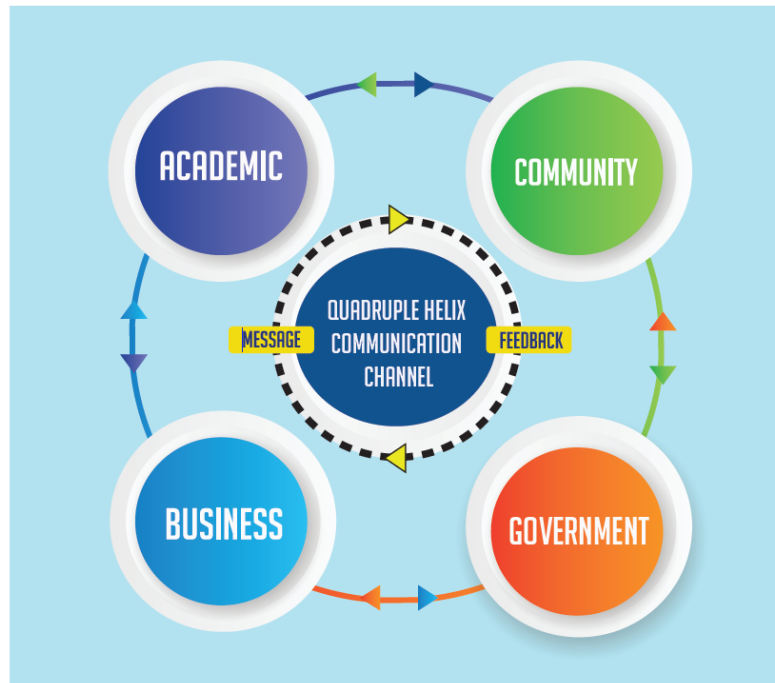 ACADEMIC
COMMUNITY
QUADRUPLE HELIX
COMMUNICATION
CHANNEL
MESSAGE
FEEDBACK
BUSINESS
GOVERNMENT